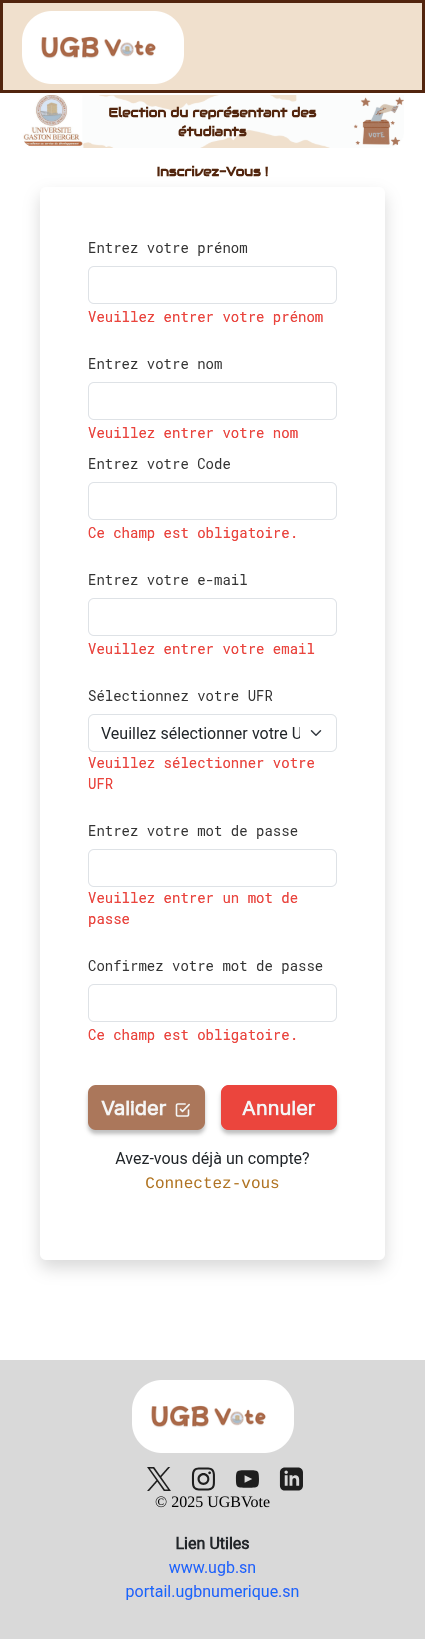 UGB Vote
Election du représentant des
étudiants
UNIVERSITE
GASTON BERGER
VOTE
Inscrivez-Vous !
Entrez votre prénom
Veuillez entrer votre prénom
Entrez votre nom
Veuillez entrer votre nom
Entrez votre Code
Ce champ est obligatoire.
Entrez votre e-mail
Veuillez entrer votre email
Sélectionnez votre UFR
Veuillez sélectionner votre U
Veuillez sélectionner votre
UFR
Entrez votre mot de passe
Veuillez entrer un mot de
passe
Confirmez votre mot de passe
Ce champ est obligatoire.
Valider
Annuler
Avez-vous déjà un compte?
Connectez-vous
UGB Vote
© 2025 UGBVote
Lien Utiles
www.ugb.sn
portail.ugbnumerique.sn